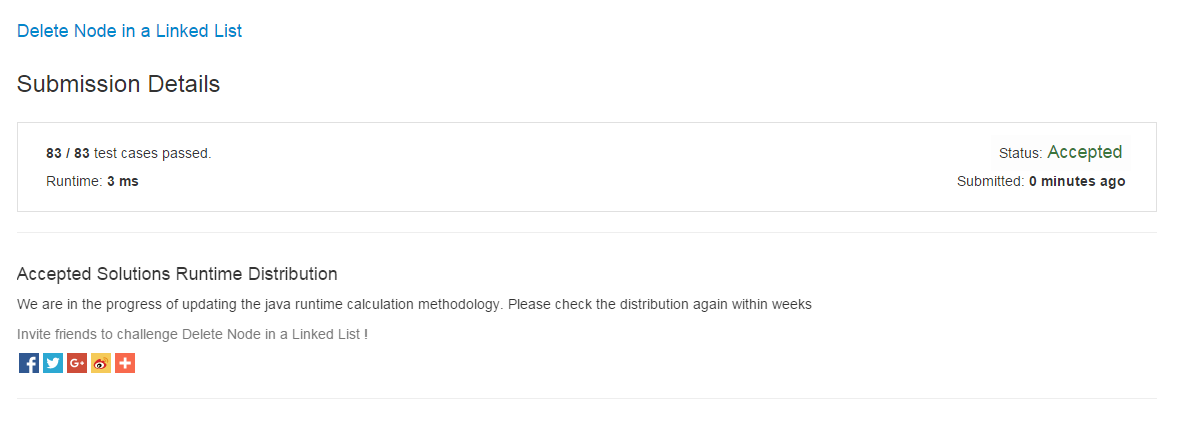 Delete Node in a Linked List
Submission Details
83 / 83 test cases passed.
Status: Accepted
Runtime: 3 ms
Submitted: 0 minutes ago
Accepted Solutions Runtime Distribution
We are in the progress of updating the java runtime calculation methodology. Please check the distribution again within weeks
Invite friends to challenge Delete Node in a Linked List !